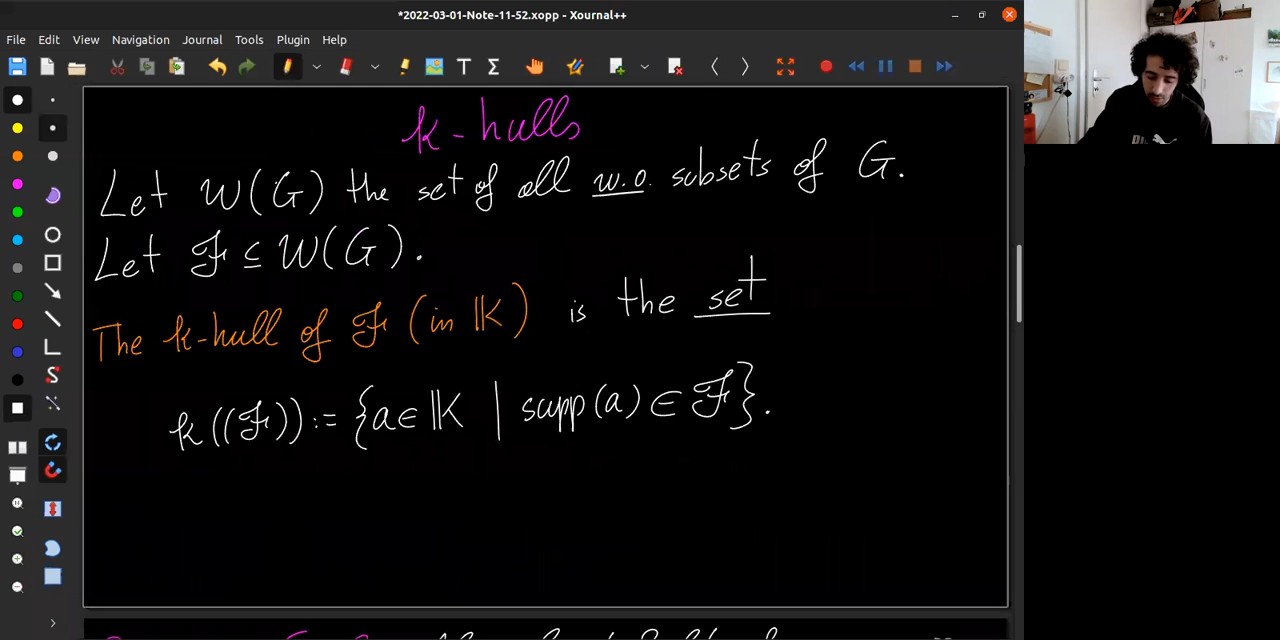 *2022-03-01-Note-11-52.xopp - Xournal++
File Edit View Navigation Journal Tools Plugin Help
k-hulls
Let W(G) the set of all w.o. subsets of G.
Let ℱ ⊆ W(G).
The k-hull of ℱ (in 𝕂) is the set
k((ℱ)) := {a ∈ 𝕂 | supp(a) ∈ ℱ}.